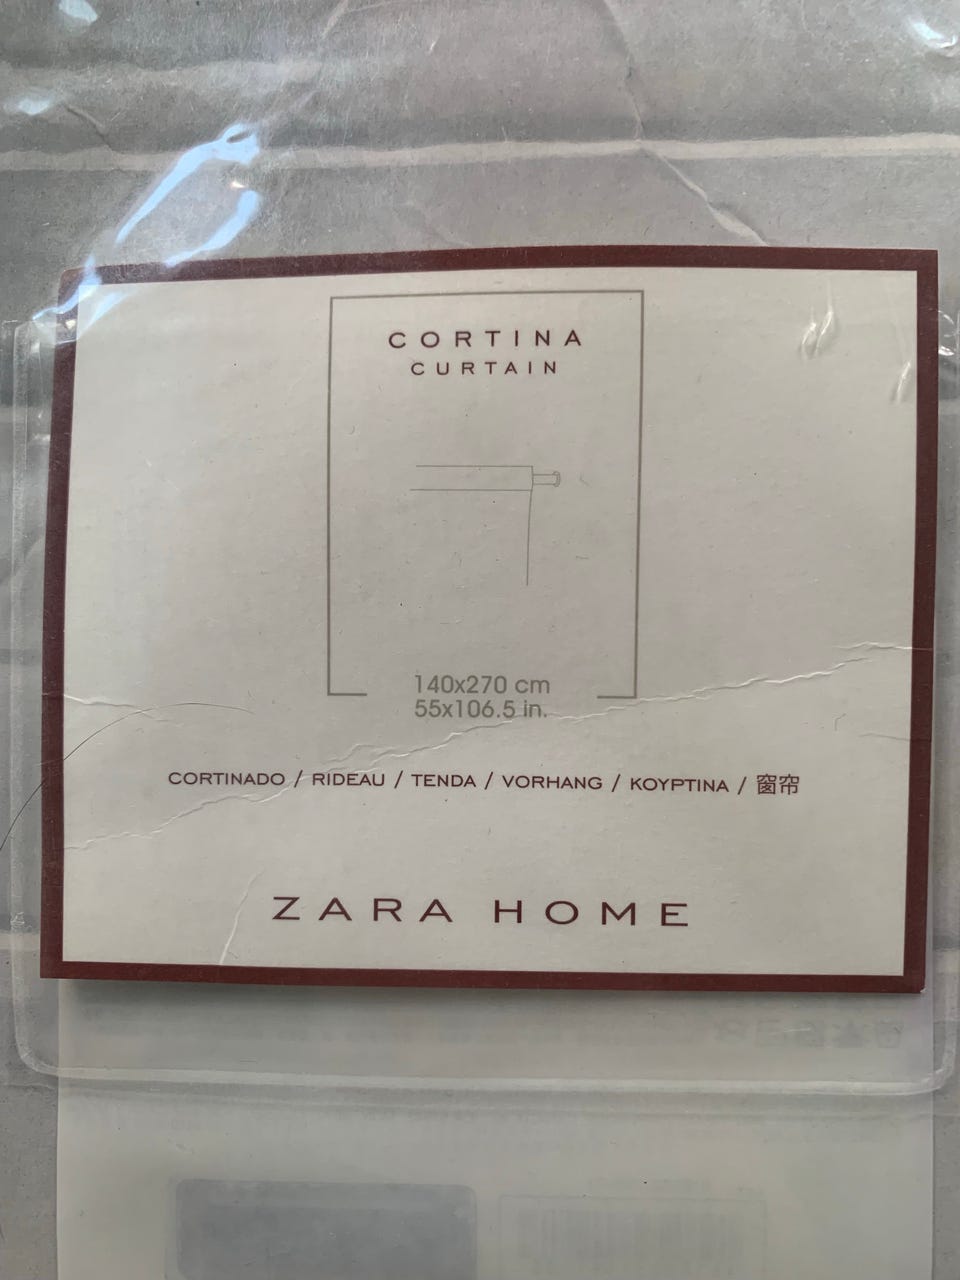 CORTINA
CURTAIN
140x270 cm
55x106.5 in.
CORTINADO / RIDEAU / TENDA / VORHANG / KOYPTINA / 窗帘
ZARA HOME